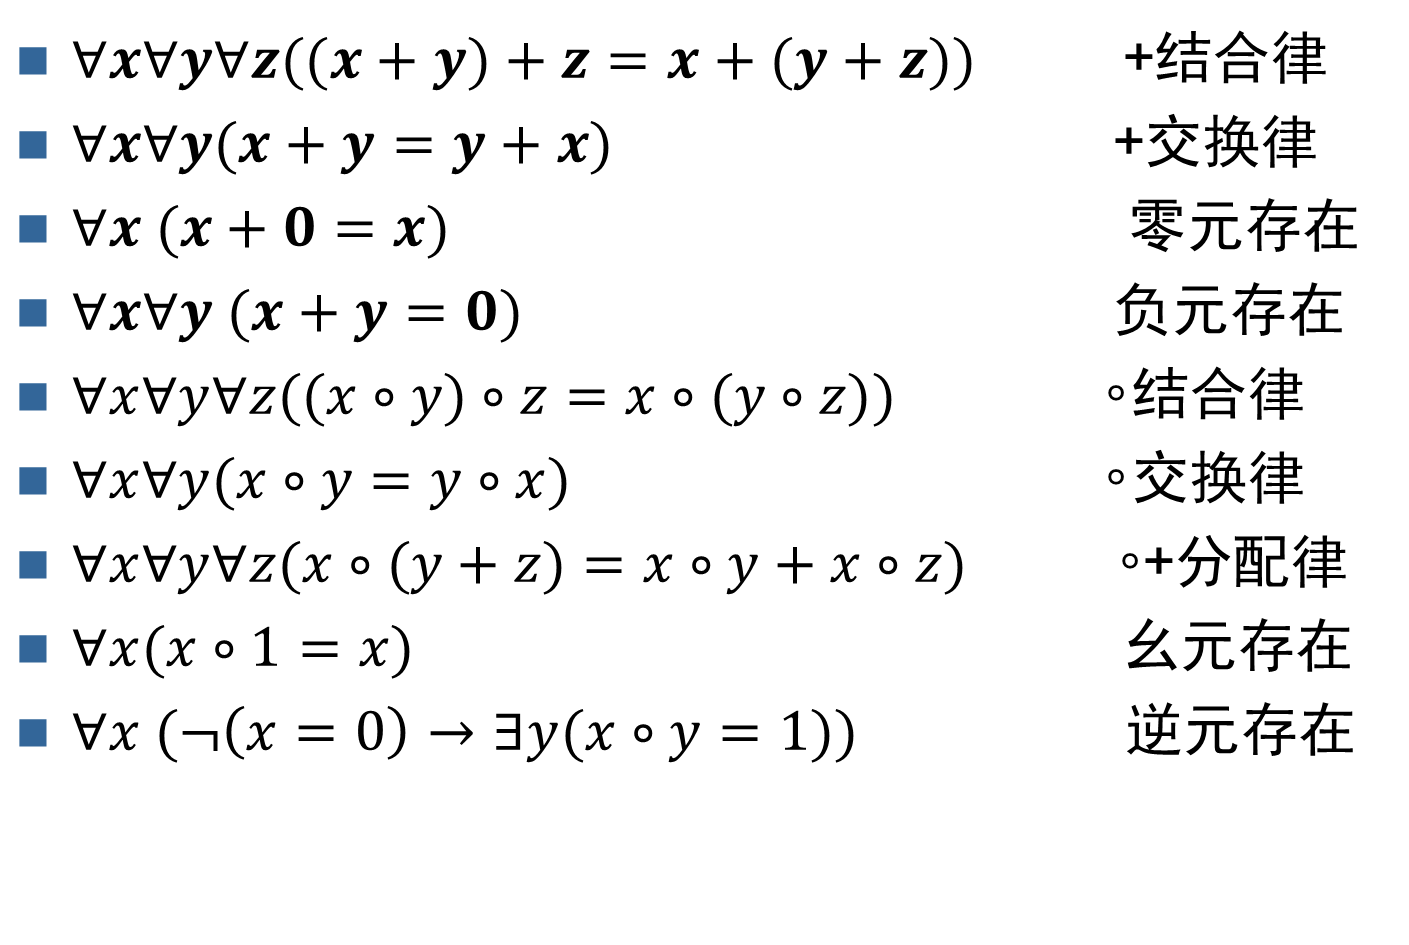 ■ ∀x∀y∀z((x + y) + z = x + (y + z)) +结合律
■ ∀x∀y(x + y = y + x) +交换律
■ ∀x (x + 0 = x) 零元存在
■ ∀x∀y (x + y = 0) 负元存在
■ ∀x∀y∀z((x ∘ y) ∘ z = x ∘ (y ∘ z)) ∘结合律
■ ∀x∀y(x ∘ y = y ∘ x) ∘交换律
■ ∀x∀y∀z(x ∘ (y + z) = x ∘ y + x ∘ z) ∘+分配律
■ ∀x(x ∘ 1 = x) 幺元存在
■ ∀x (¬(x = 0) → ∃y(x ∘ y = 1)) 逆元存在